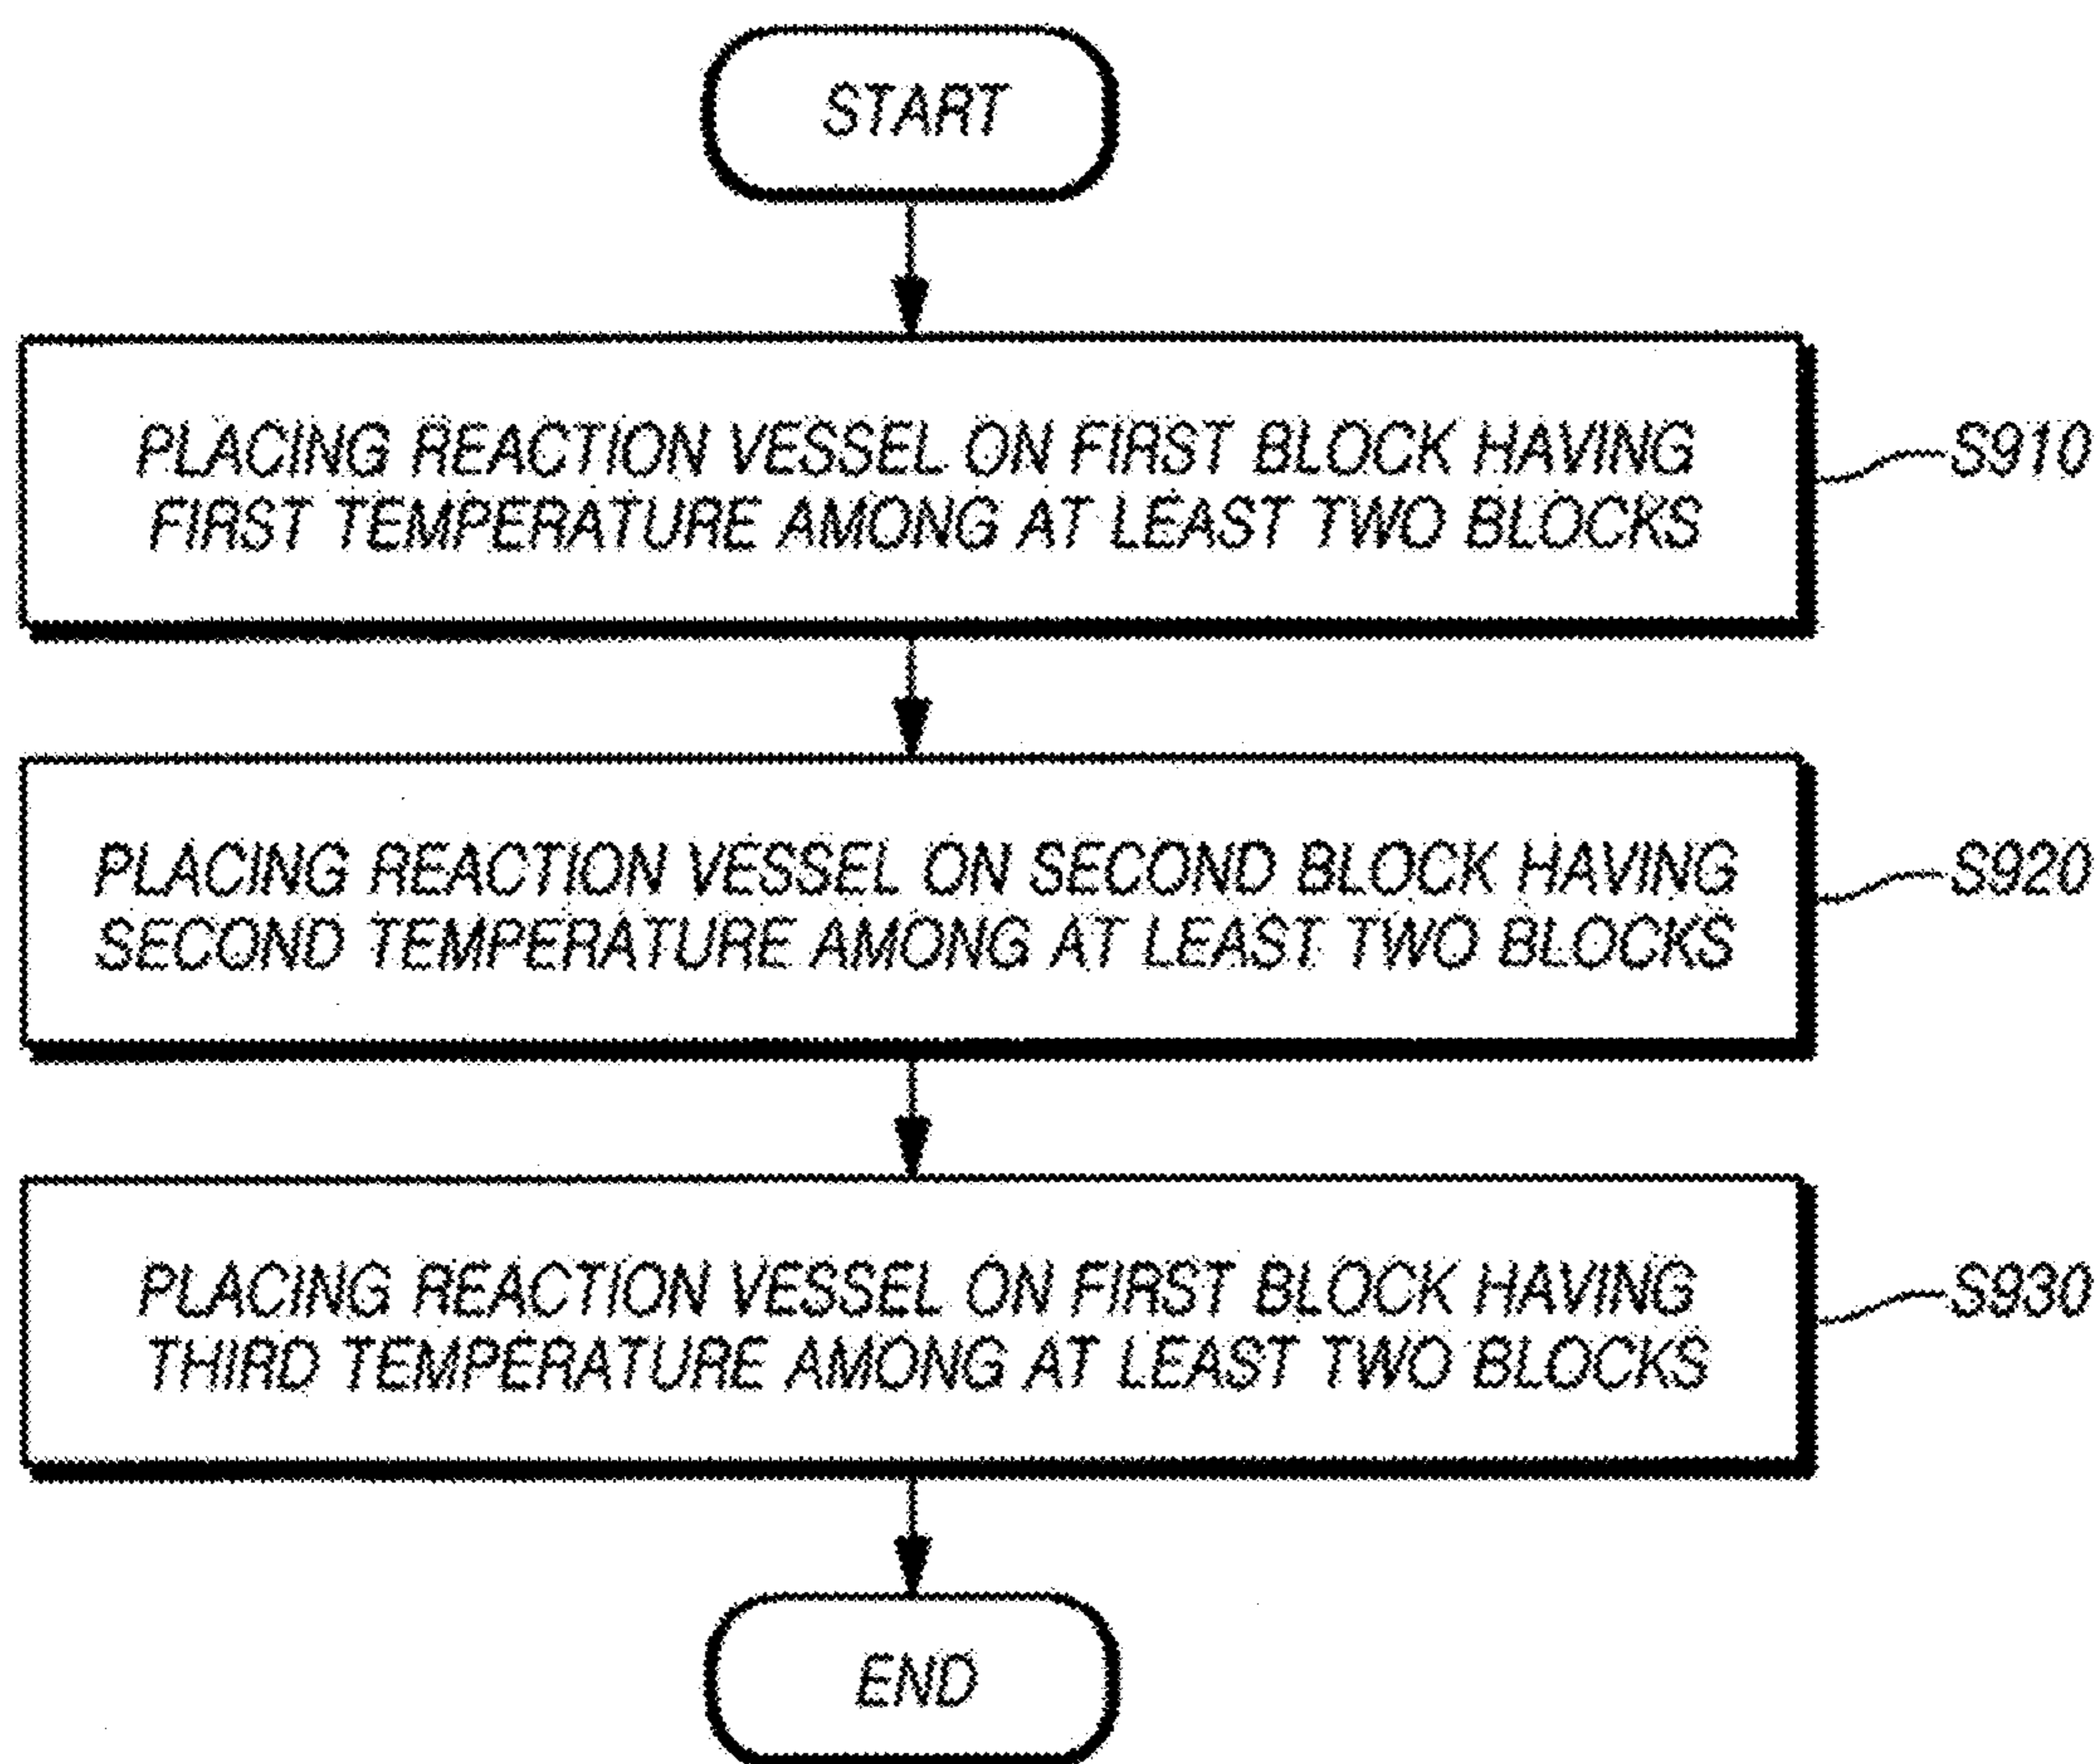 START
PLACING REACTION VESSEL ON FIRST BLOCK HAVING
FIRST TEMPERATURE AMONG AT LEAST TWO BLOCKS
S910
PLACING REACTION VESSEL ON SECOND BLOCK HAVING
SECOND TEMPERATURE AMONG AT LEAST TWO BLOCKS
S920
PLACING REACTION VESSEL ON FIRST BLOCK HAVING
THIRD TEMPERATURE AMONG AT LEAST TWO BLOCKS
S930
END